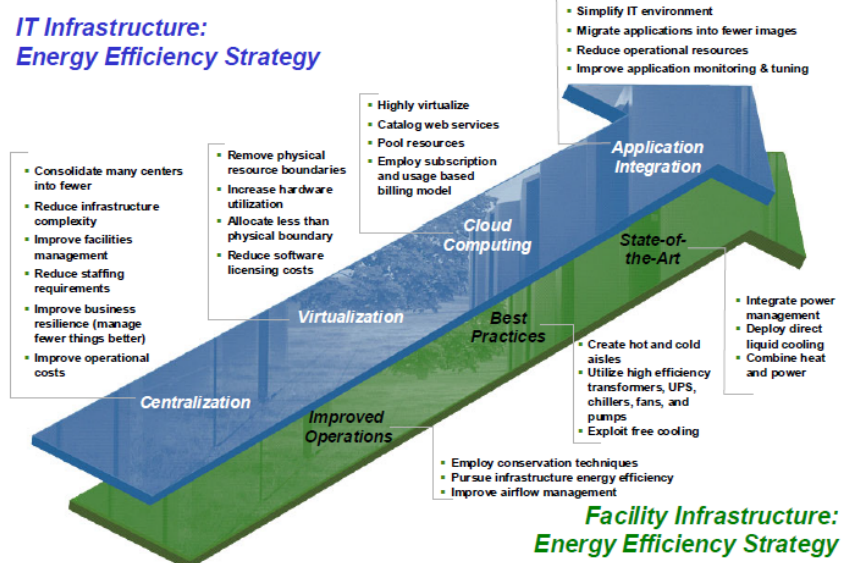 IT Infrastructure:
Energy Efficiency Strategy
▪ Simplify IT environment
▪ Migrate applications into fewer images
▪ Reduce operational resources
▪ Improve application monitoring & tuning
Application
Integration
▪ Highly virtualize
▪ Catalog web services
▪ Pool resources
▪ Employ subscription
and usage based
billing model
Cloud
Computing
▪ Remove physical
resource boundaries
▪ Increase hardware
utilization
▪ Allocate less than
physical boundary
▪ Reduce software
licensing costs
Virtualization
▪ Consolidate many centers
into fewer
▪ Reduce infrastructure
complexity
▪ Improve facilities
management
▪ Reduce staffing
requirements
▪ Improve business
resilience (manage
fewer things better)
▪ Improve operational
costs
Centralization
State-of-
the-Art
▪ Integrate power
management
▪ Deploy direct
liquid cooling
▪ Combine heat
and power
Best
Practices
▪ Create hot and cold
aisles
▪ Utilize high efficiency
transformers, UPS,
chillers, fans, and
pumps
▪ Exploit free cooling
Improved
Operations
▪ Employ conservation techniques
▪ Pursue infrastructure energy efficiency
▪ Improve airflow management
Facility Infrastructure:
Energy Efficiency Strategy